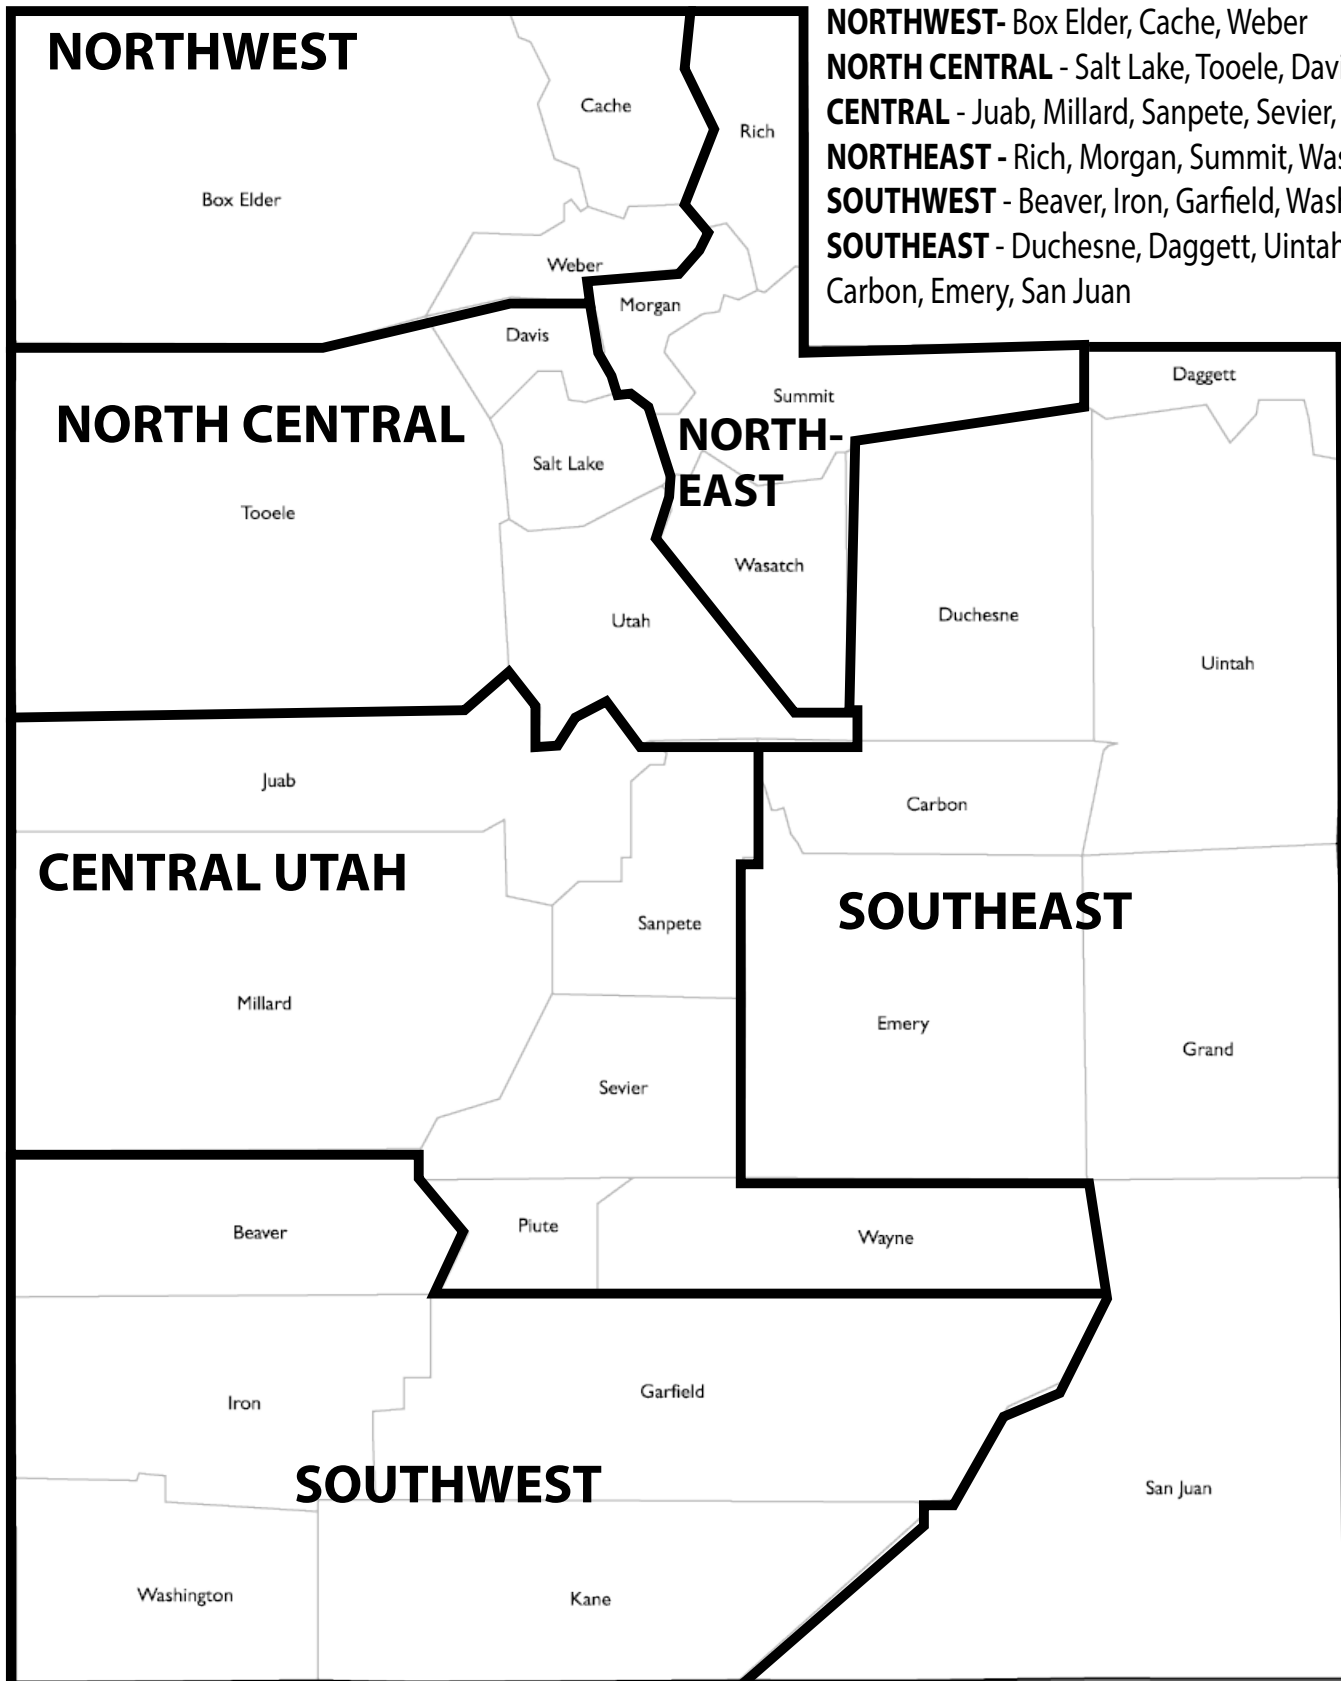 NORTHWEST- Box Elder, Cache, Weber
NORTH CENTRAL - Salt Lake, Tooele, Davi
CENTRAL - Juab, Millard, Sanpete, Sevier,
NORTHEAST - Rich, Morgan, Summit, Was
SOUTHWEST - Beaver, Iron, Garfield, Wash
SOUTHEAST - Duchesne, Daggett, Uintah
Carbon, Emery, San Juan
NORTHWEST
Cache
Rich
Box Elder
Weber
Morgan
Davis
Daggett
Summit
NORTH CENTRAL
NORTH-
EAST
Salt Lake
Tooele
Wasatch
Utah
Duchesne
Uintah
Juab
Carbon
CENTRAL UTAH
SOUTHEAST
Sanpete
Millard
Emery
Grand
Sevier
Beaver
Piute
Wayne
Iron
Garfield
SOUTHWEST
San Juan
Washington
Kane